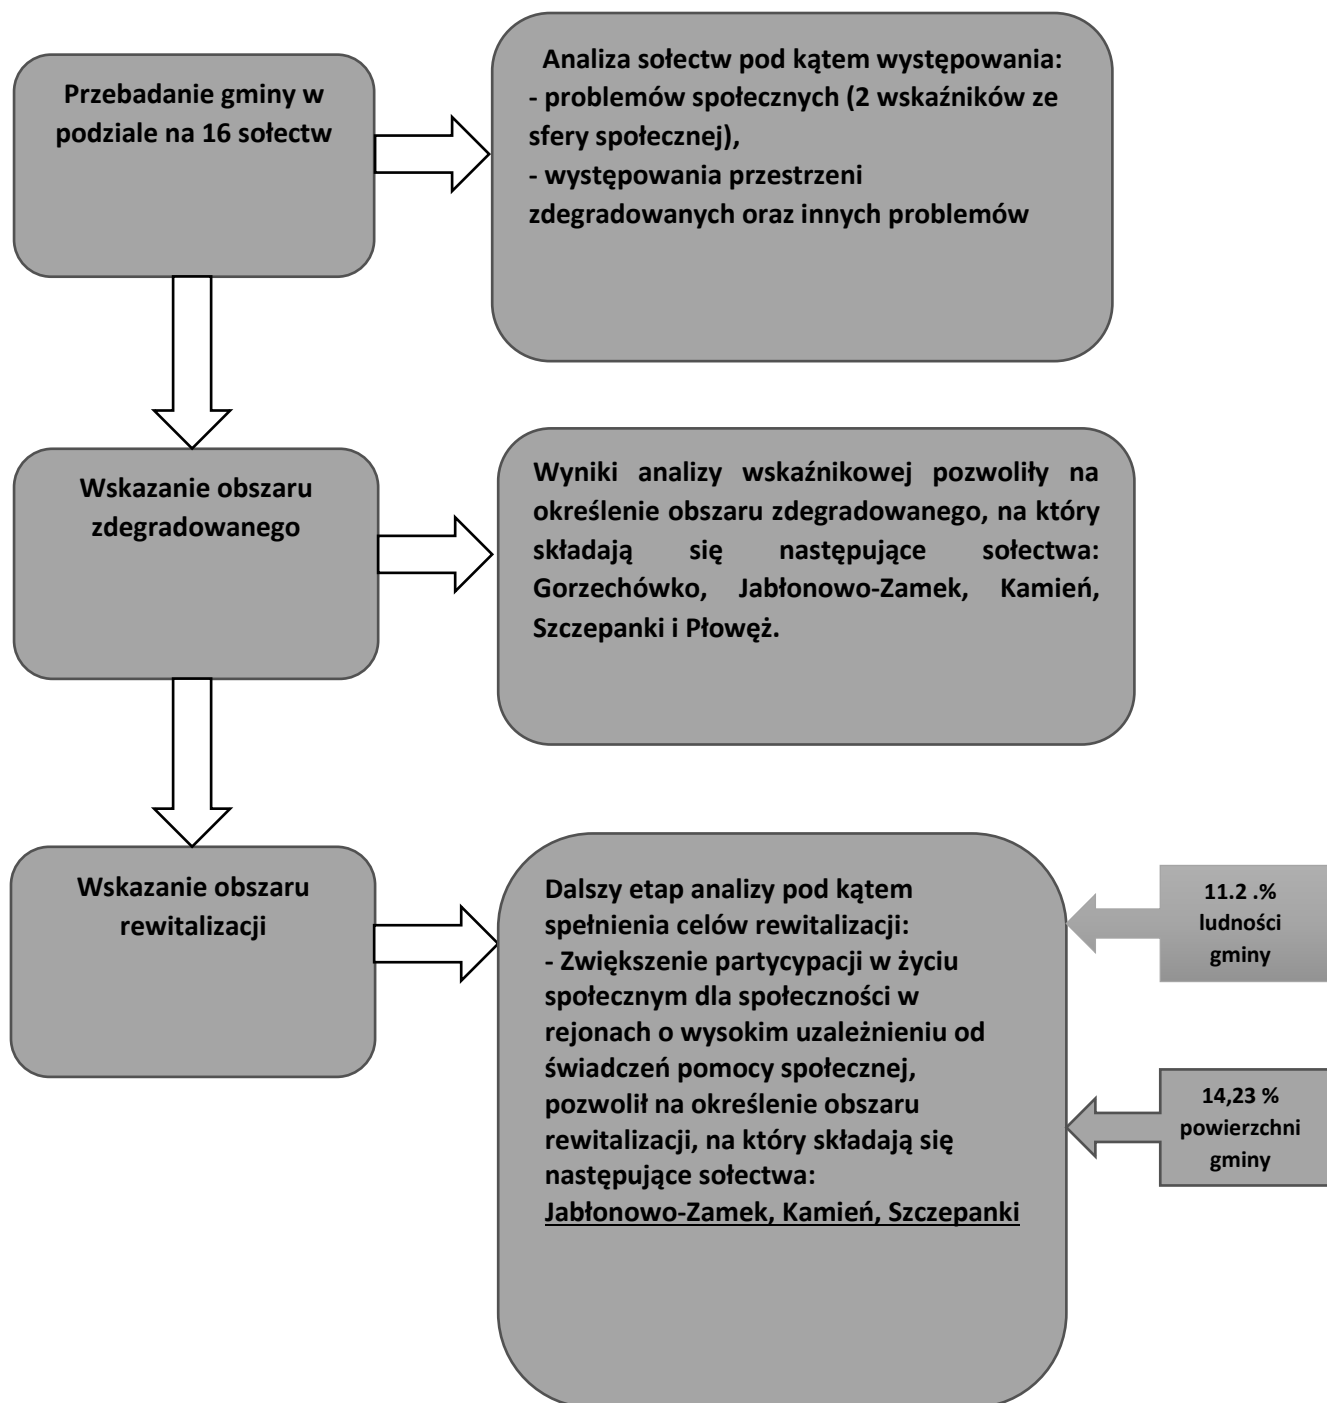 Przebadanie gminy w
podziale na 16 sołectw
Analiza sołectw pod kątem występowania:
- problemów społecznych (2 wskaźników ze
sfery społecznej),
- występowania przestrzeni
zdegradowanych oraz innych problemów
Wskazanie obszaru
zdegradowanego
Wyniki analizy wskaźnikowej pozwoliły na
określenie obszaru zdegradowanego, na który
składają się następujące sołectwa:
Gorzechówko, Jabłonowo-Zamek, Kamień,
Szczepanki i Płowęż.
Wskazanie obszaru
rewitalizacji
Dalszy etap analizy pod kątem
spełnienia celów rewitalizacji:
- Zwiększenie partycypacji w życiu
społecznym dla społeczności w
rejonach o wysokim uzależnieniu od
świadczeń pomocy społecznej,
pozwolił na określenie obszaru
rewitalizacji, na który składają się
następujące sołectwa:
Jabłonowo-Zamek, Kamień, Szczepanki
11.2 .%
ludności
gminy
14,23 %
powierzchni
gminy